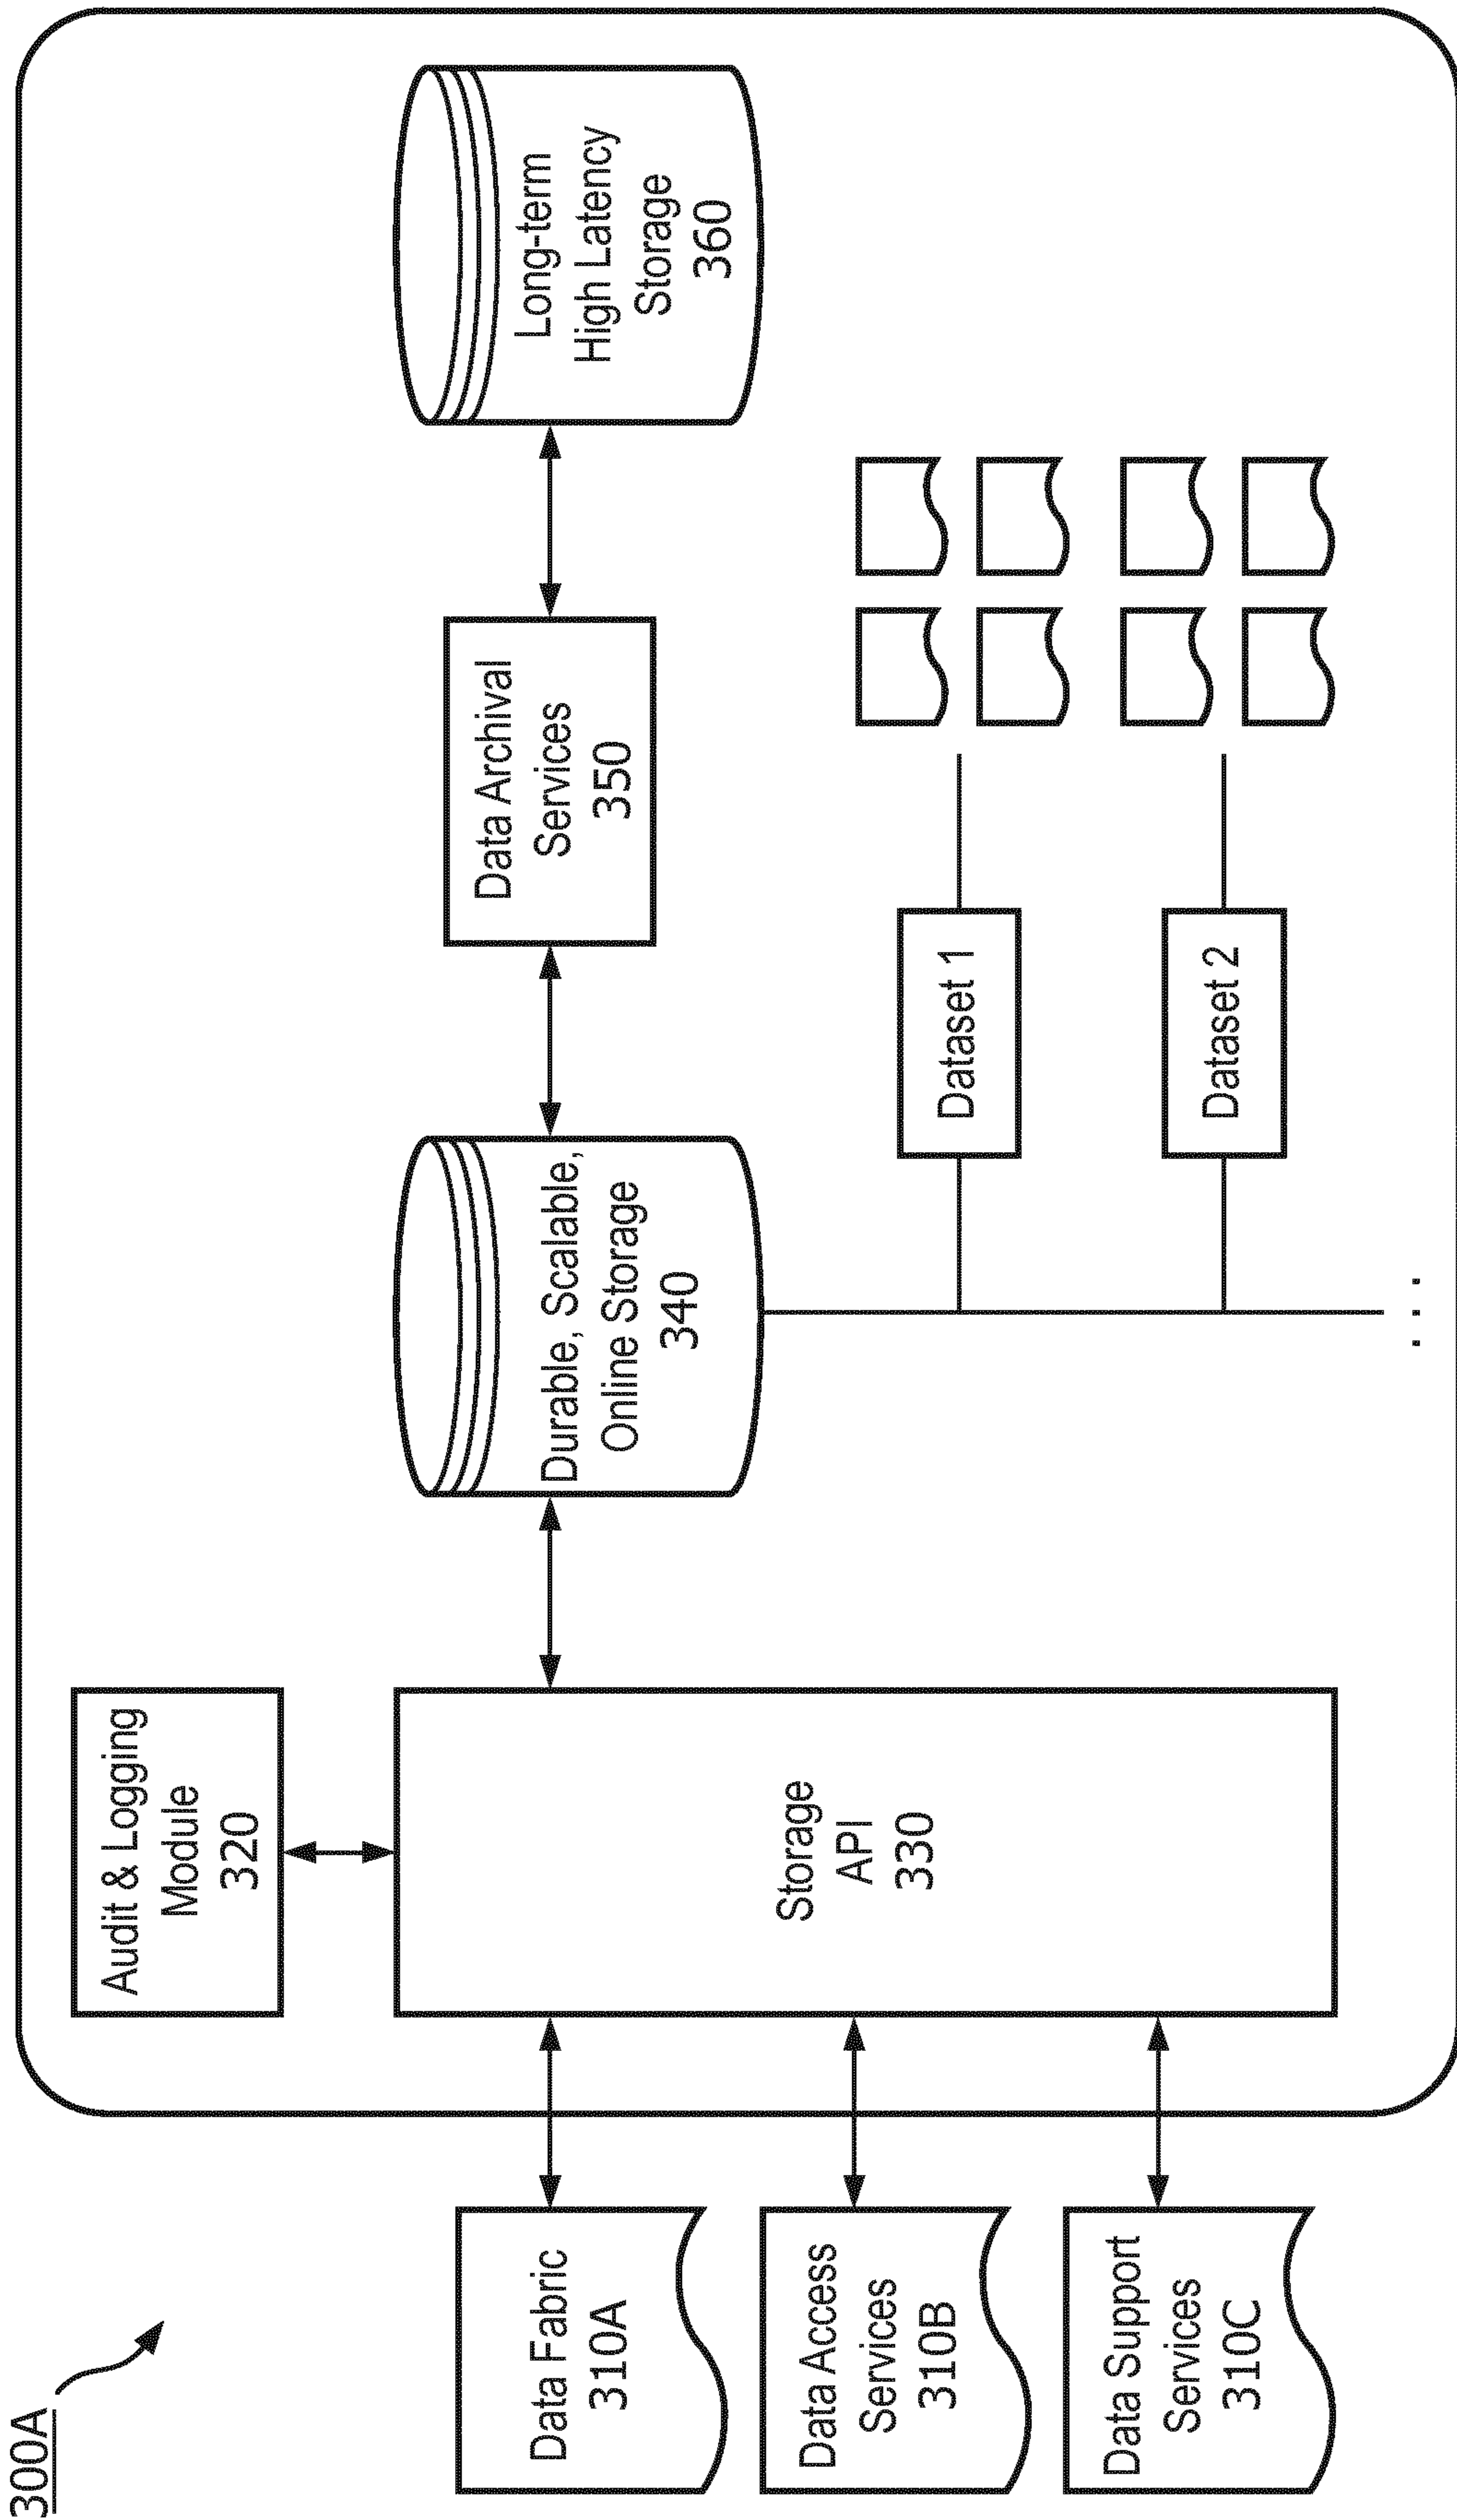 300A
Audit & Logging
Module
320
Data Fabric
310A
Data Access
Services
310B
Data Support
Services
310C
Storage
API
330
Durable, Scalable,
Online Storage
340
Data Archival
Services
350
Long-term
High Latency
Storage
360
Dataset 1
Dataset 2
...